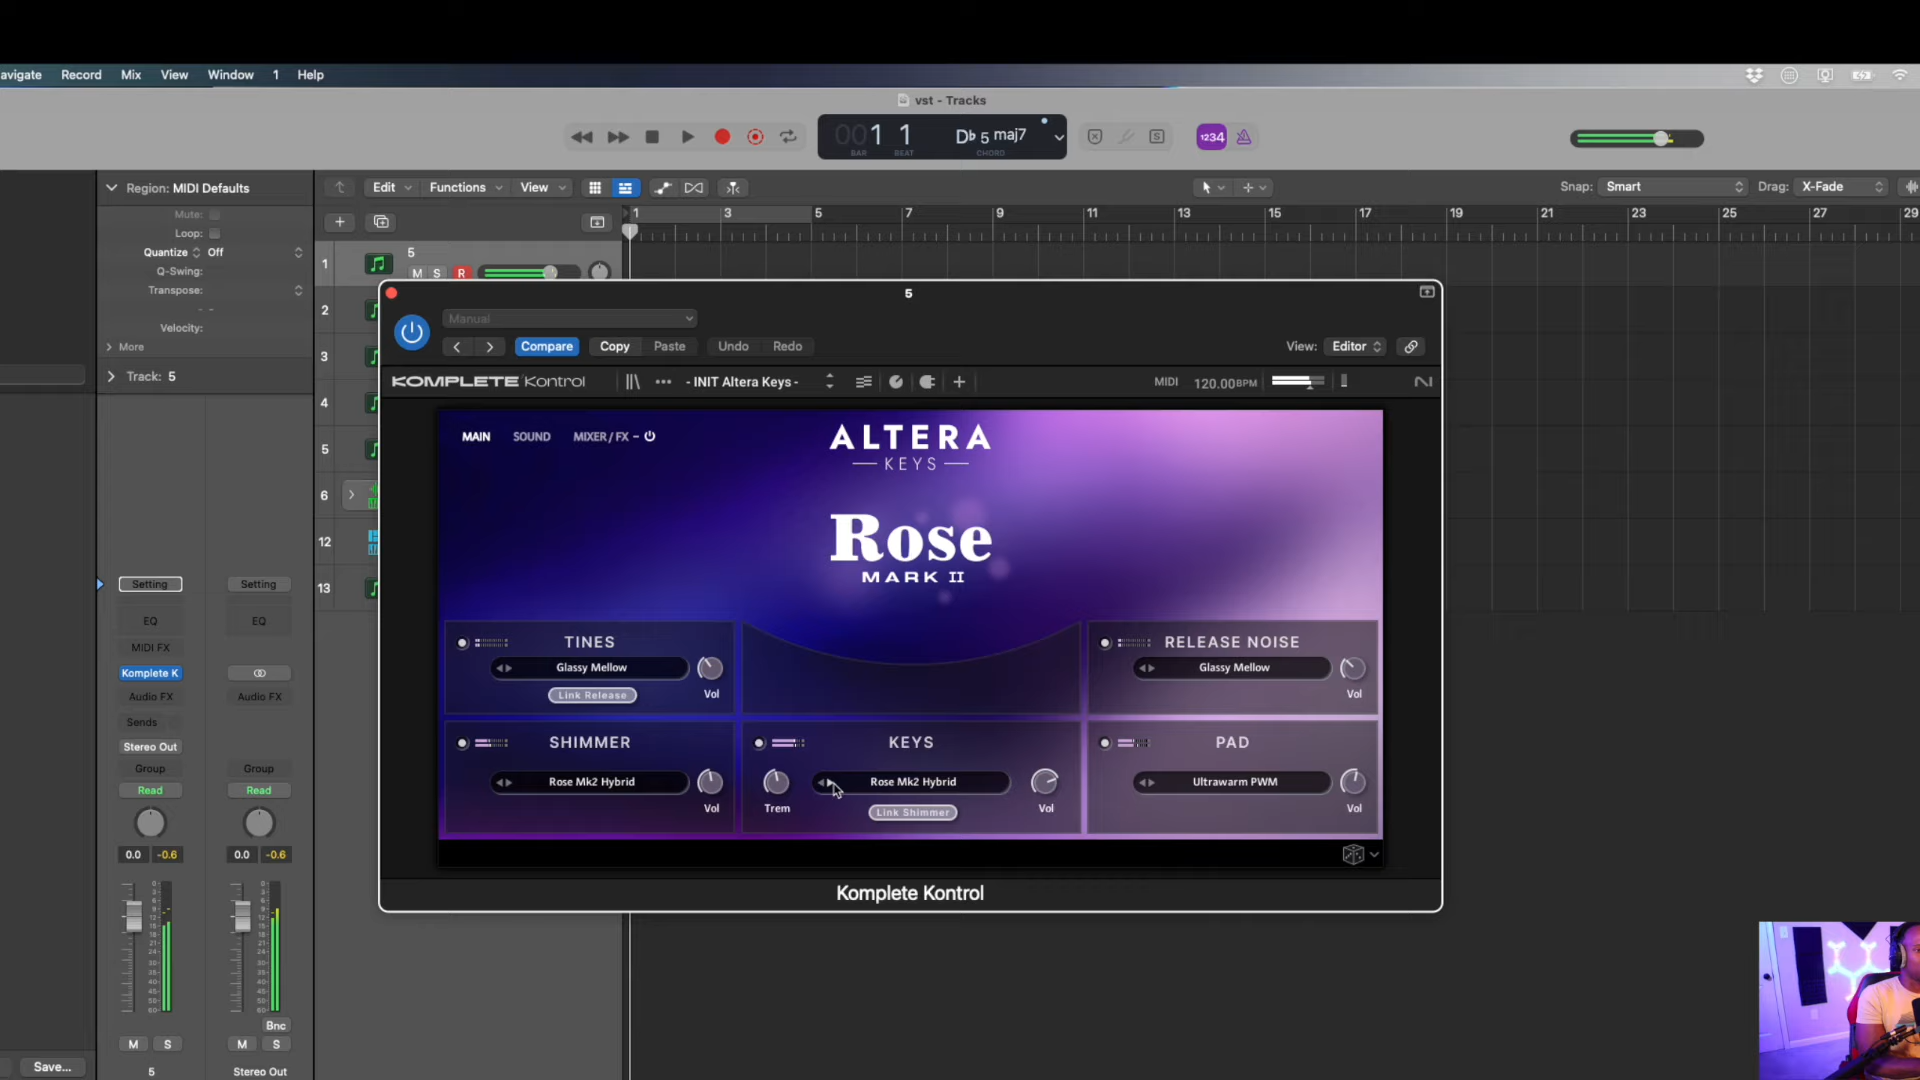 avigate Record Mix View Window 1 Help
vst - Tracks
001 1 Db 5 maj7
BAR BEAT CHORD
S 1234
Region: MIDI Defaults
Edit Functions View
Snap: Smart Drag: X-Fade
Mute:
Loop:
Quantize Off
Q-Swing:
Transpose:
Velocity:
More
Track: 5
1 3 5 7 9 11 13 15 17 19 21 23 25 27 29
1 5
M S R
2
3
4
5
6
12
13
5
Manual
Compare Copy Paste Undo Redo
View: Editor
KOMPLETE Kontrol - INIT Altera Keys - MIDI 120.00BPM
MAIN SOUND MIXER / FX -
ALTERA
KEYS
Rose
MARK II
TINES
Glassy Mellow
Link Release
Vol
RELEASE NOISE
Glassy Mellow
Vol
SHIMMER
Rose Mk2 Hybrid
Vol
KEYS
Trem
Rose Mk2 Hybrid
Link Shimmer
Vol
PAD
Ultrawarm PWM
Vol
Komplete Kontrol
Setting Setting
EQ EQ
MIDI FX
Komplete K
Audio FX Audio FX
Sends
Stereo Out
Group Group
Read Read
0.0 -0.6 0.0 -0.6
Bnc
M S M S
Save... 5 Stereo Out